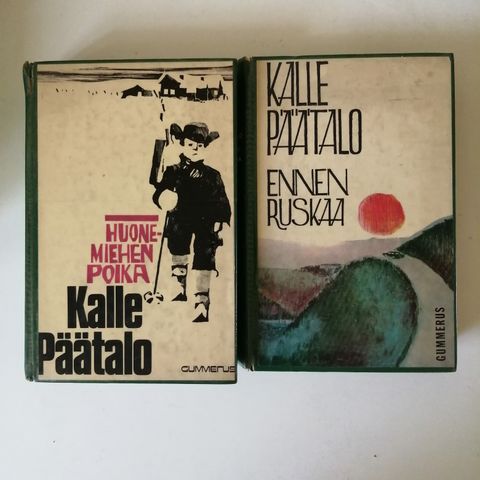 HUONE-
MIEHEN
POIKA
Kalle
Päätalo
GUMMERUS
KALLE
PÄÄTALO
ENNEN
RUSKAA
GUMMERUS